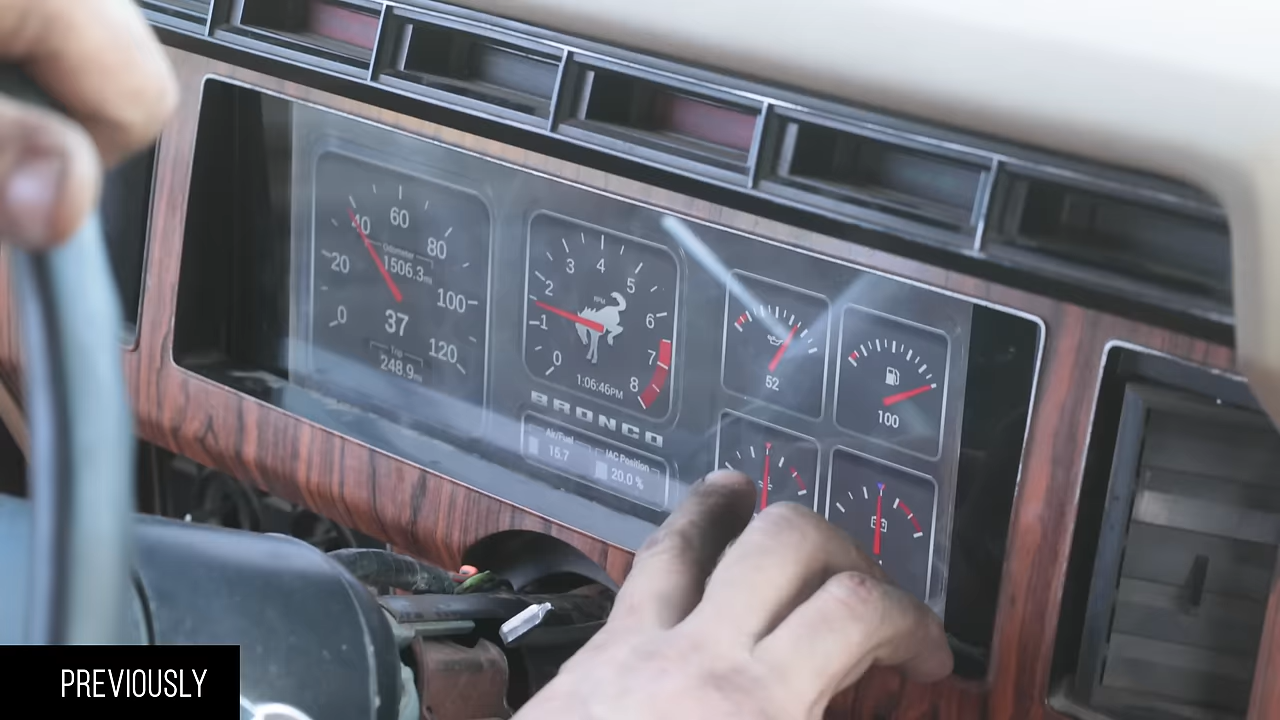 60
40
80
Odometer
1506.3mi
20
100
0
37
120
Trip
248.9mi
4
3
5
RPM
2
6
1
7
0
8
1:06:46PM
BRONCO
Air/Fuel
15.7
IAC Position
20.0 %
52
100
PREVIOUSLY